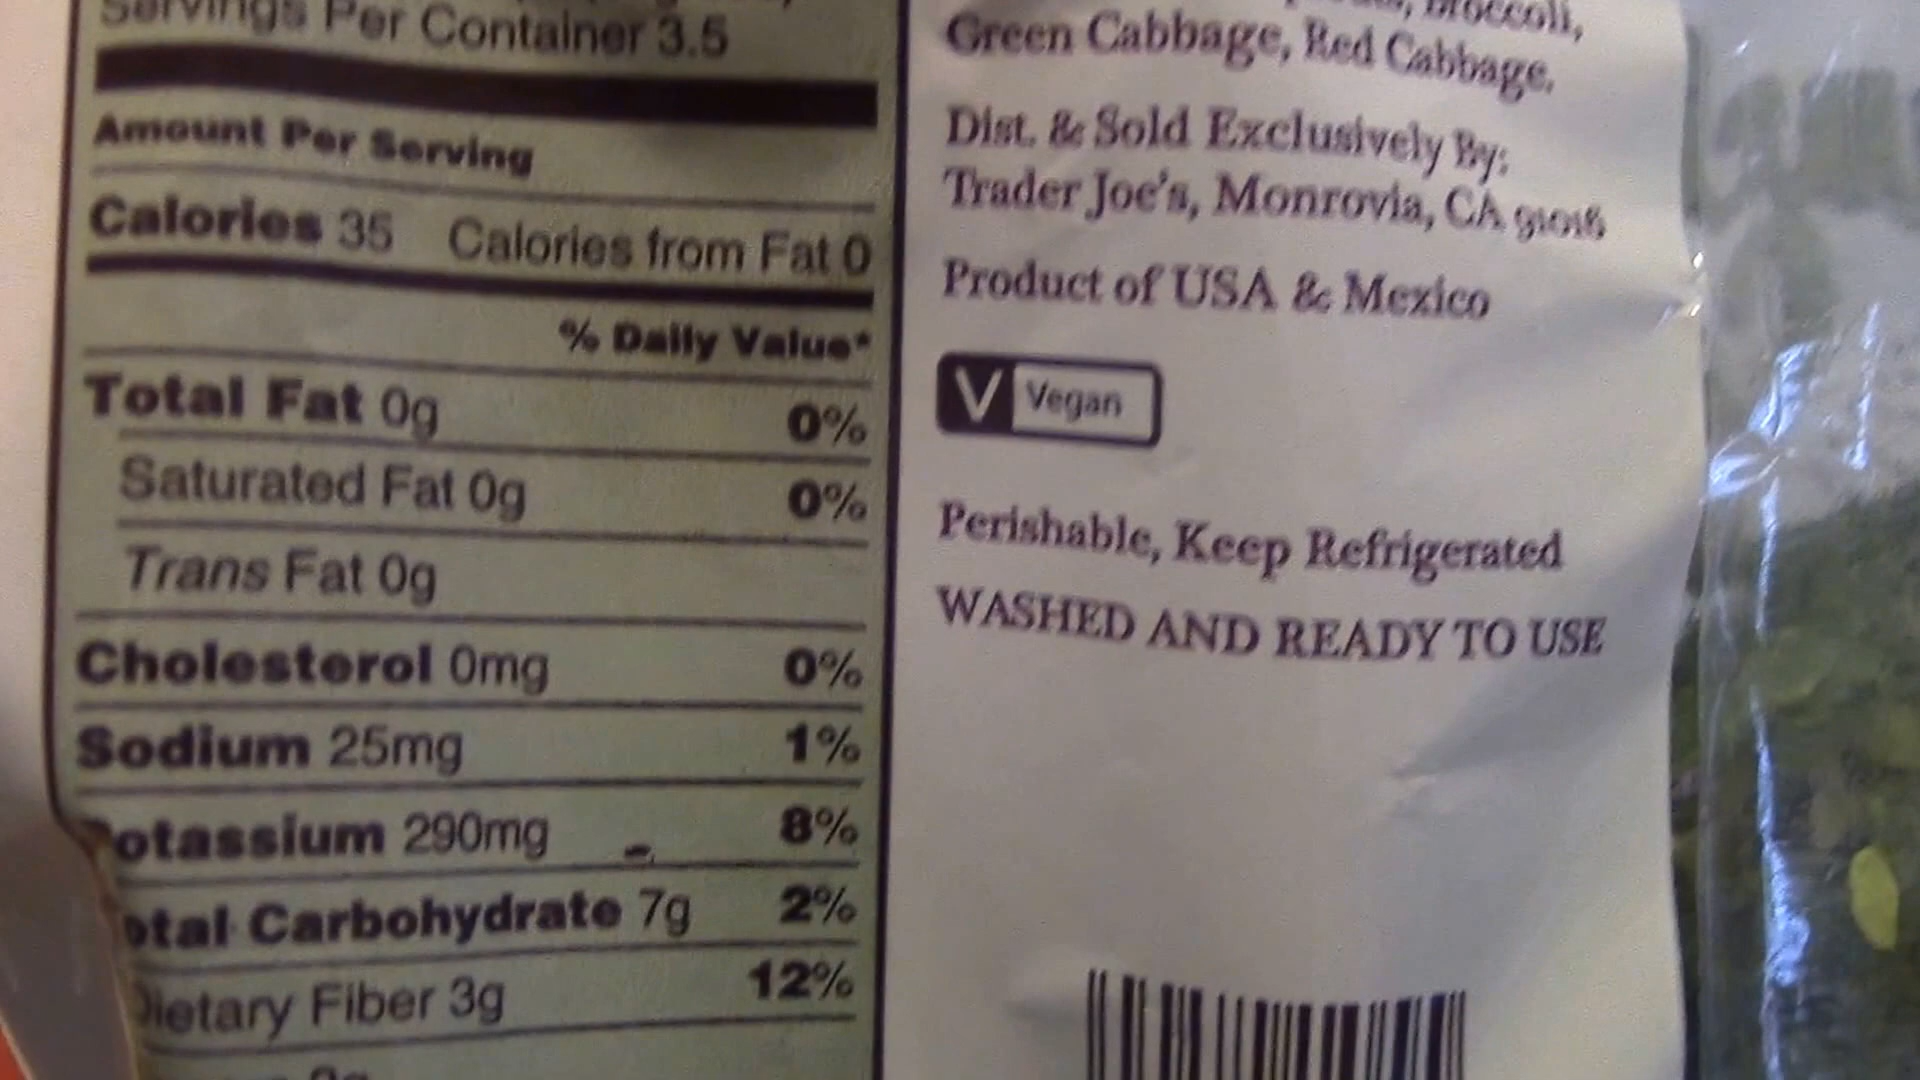 Servings Per Container 3.5
Amount Per Serving
Calories 35 Calories from Fat 0
% Daily Value*
Total Fat 0g 0%
Saturated Fat 0g 0%
Trans Fat 0g
Cholesterol 0mg 0%
Sodium 25mg 1%
otassium 290mg 8%
otal Carbohydrate 7g 2%
Dietary Fiber 3g 12%
Broccoli,
Green Cabbage, Red Cabbage.
Dist. & Sold Exclusively By:
Trader Joe's, Monrovia, CA 91016
Product of USA & Mexico
V Vegan
Perishable, Keep Refrigerated
WASHED AND READY TO USE